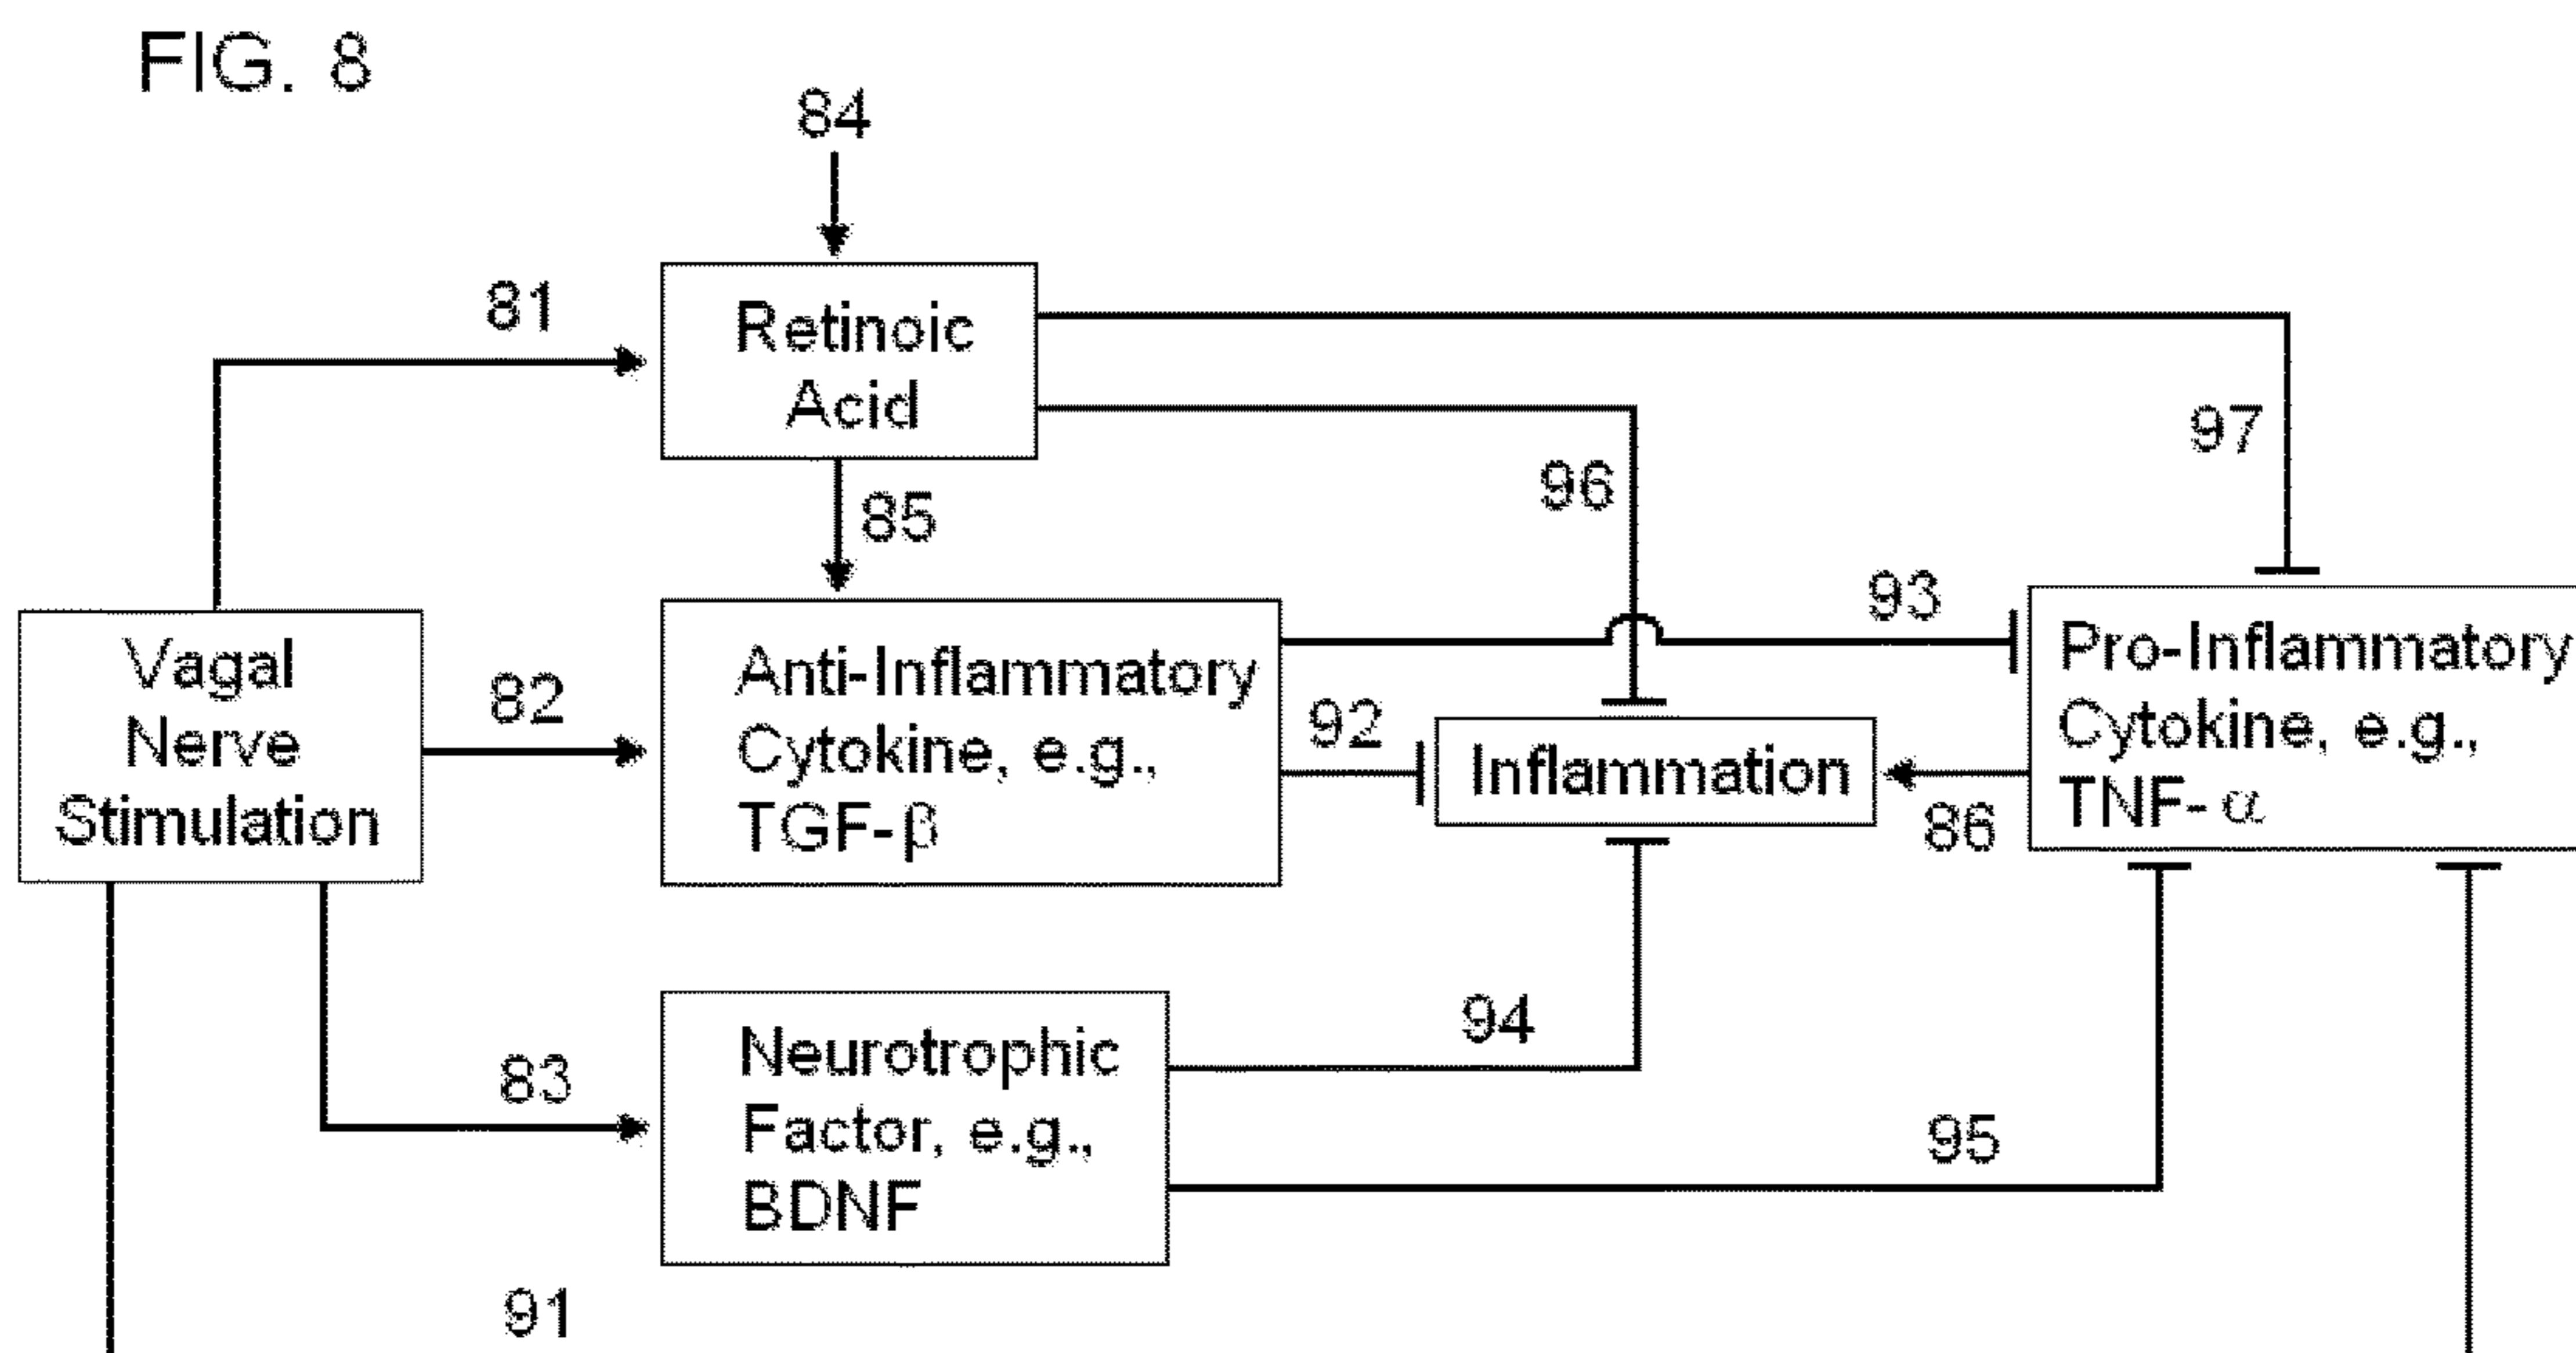 FIG. 8
84
81
Retinoic
Acid
97
96
85
93
Vagal
Nerve
Stimulation
82
Anti-Inflammatory
Cytokine, e.g.,
TGF-β
92
Inflammation
86
Pro-Inflammatory
Cytokine, e.g.,
TNF-α
94
83
Neurotrophic
Factor, e.g.,
BDNF
95
91